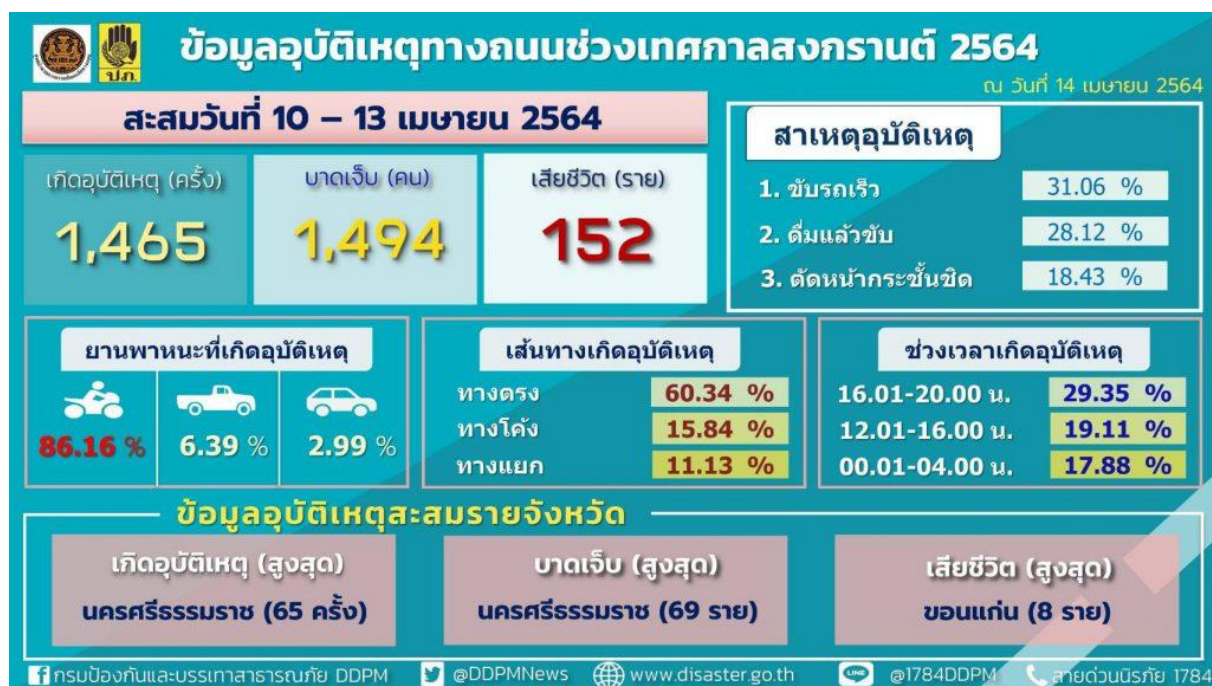 ปภ.
ข้อมูลอุบัติเหตุทางถนนช่วงเทศกาลสงกรานต์ 2564
ณ วันที่ 14 เมษายน 2564
สะสมวันที่ 10 – 13 เมษายน 2564
เกิดอุบัติเหตุ (ครั้ง)
1,465
บาดเจ็บ (คน)
1,494
เสียชีวิต (ราย)
152
สาเหตุอุบัติเหตุ
1. ขับรถเร็ว 31.06 %
2. ดื่มแล้วขับ 28.12 %
3. ตัดหน้ากระชั้นชิด 18.43 %
ยานพาหนะที่เกิดอุบัติเหตุ
86.16 % 6.39 % 2.99 %
เส้นทางเกิดอุบัติเหตุ
ทางตรง 60.34 %
ทางโค้ง 15.84 %
ทางแยก 11.13 %
ช่วงเวลาเกิดอุบัติเหตุ
16.01-20.00 น. 29.35 %
12.01-16.00 น. 19.11 %
00.01-04.00 น. 17.88 %
ข้อมูลอุบัติเหตุสะสมรายจังหวัด
เกิดอุบัติเหตุ (สูงสุด)
นครศรีธรรมราช (65 ครั้ง)
บาดเจ็บ (สูงสุด)
นครศรีธรรมราช (69 ราย)
เสียชีวิต (สูงสุด)
ขอนแก่น (8 ราย)
กรมป้องกันและบรรเทาสาธารณภัย DDPM @DDPMNews www.disaster.go.th LINE @1784DDPM สายด่วนนิรภัย 1784